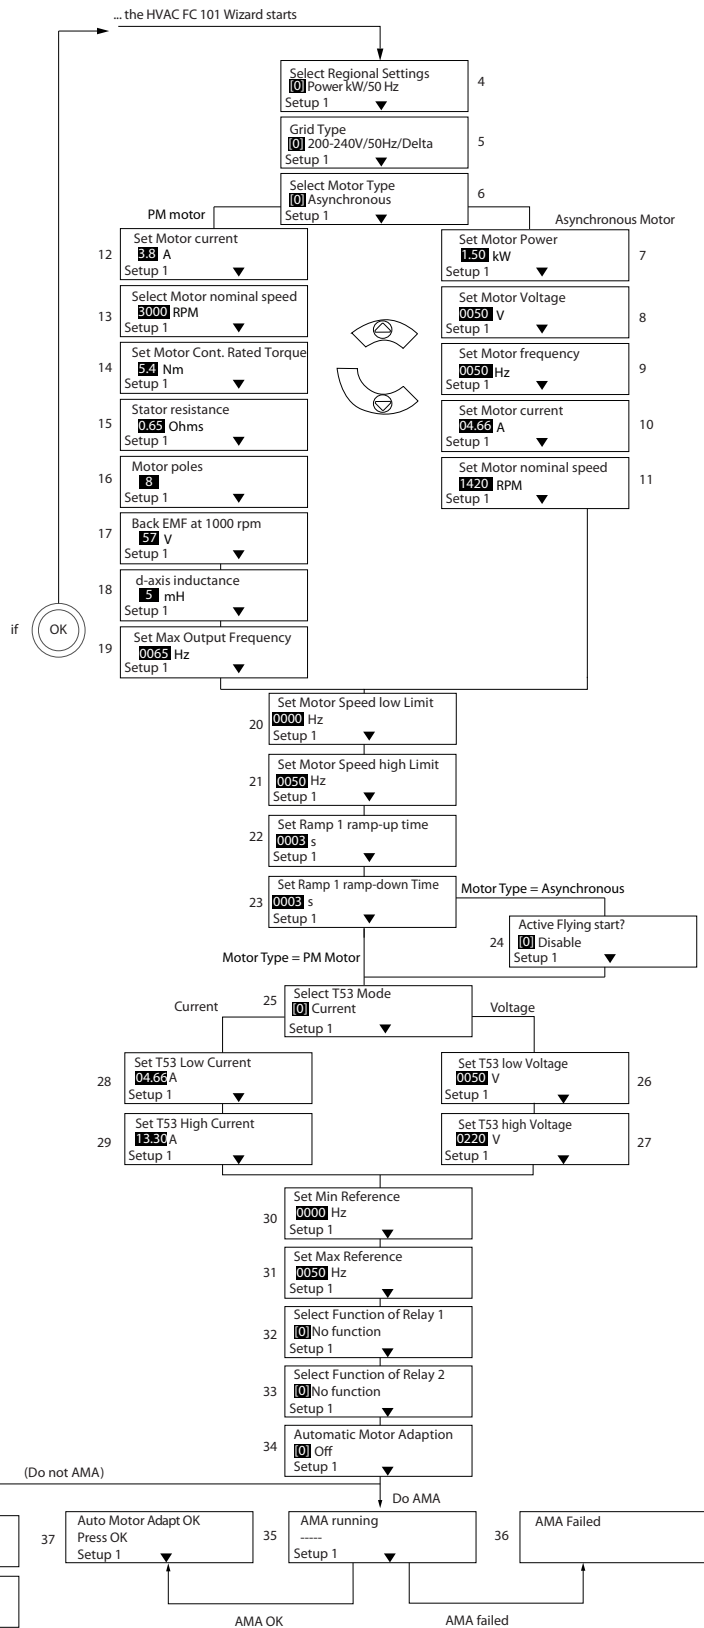 ... the HVAC FC 101 Wizard starts
Select Regional Settings
[0] Power kW/50 Hz
Setup 1
4
Grid Type
[0] 200-240V/50Hz/Delta
Setup 1
5
Select Motor Type
[0] Asynchronous
Setup 1
6
PM motor
Asynchronous Motor
12
Set Motor current
3.8 A
Setup 1
13
Select Motor nominal speed
3000 RPM
Setup 1
14
Set Motor Cont. Rated Torque
5.4 Nm
Setup 1
15
Stator resistance
0.65 Ohms
Setup 1
16
Motor poles
8
Setup 1
17
Back EMF at 1000 rpm
57 V
Setup 1
18
d-axis inductance
5 mH
Setup 1
19
Set Max Output Frequency
0065 Hz
Setup 1
Set Motor Power
1.50 kW
Setup 1
7
Set Motor Voltage
0050 V
Setup 1
8
Set Motor frequency
0050 Hz
Setup 1
9
Set Motor current
04.66 A
Setup 1
10
Set Motor nominal speed
1420 RPM
Setup 1
11
if
OK
20
Set Motor Speed low Limit
0000 Hz
Setup 1
21
Set Motor Speed high Limit
0050 Hz
Setup 1
22
Set Ramp 1 ramp-up time
0003 s
Setup 1
23
Set Ramp 1 ramp-down Time
0003 s
Setup 1
Motor Type = Asynchronous
24
Active Flying start?
[0] Disable
Setup 1
Motor Type = PM Motor
25
Select T53 Mode
[0] Current
Setup 1
Current
Voltage
28
Set T53 Low Current
04.66 A
Setup 1
29
Set T53 High Current
13.30 A
Setup 1
Set T53 low Voltage
0050 V
Setup 1
26
Set T53 high Voltage
0220 V
Setup 1
27
30
Set Min Reference
0000 Hz
Setup 1
31
Set Max Reference
0050 Hz
Setup 1
32
Select Function of Relay 1
[0] No function
Setup 1
33
Select Function of Relay 2
[0] No function
Setup 1
34
Automatic Motor Adaption
[0] Off
Setup 1
(Do not AMA)
Do AMA
37
Auto Motor Adapt OK
Press OK
Setup 1
35
AMA running
-----
Setup 1
36
AMA Failed
AMA OK
AMA failed